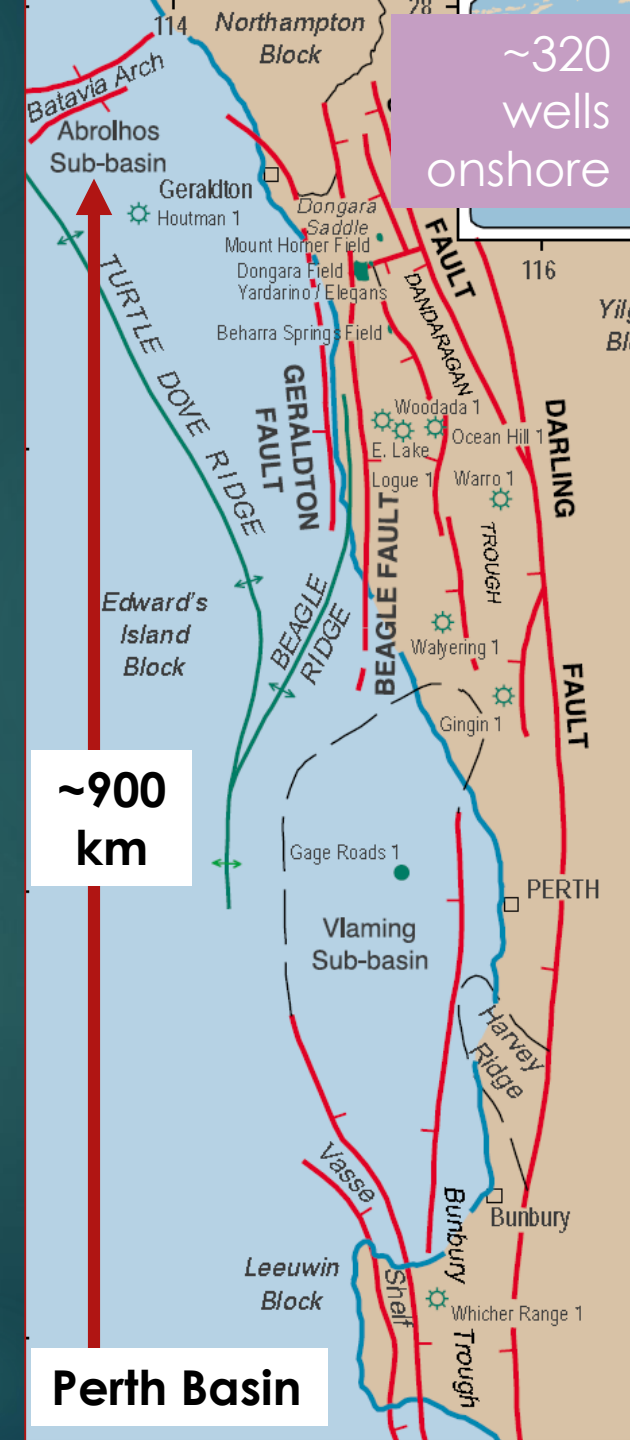 114
28
Northampton
Block
~320
wells
onshore
Batavia Arch
Abrolhos
Sub-basin
Geraldton
Houtman 1
Dongara
Saddle
Mount Horner Field
Dongara Field
Yardarino / Elegans
FAULT
116
DANDARAGAN
Beharra Springs Field
TURTLE DOVE RIDGE
GERALDTON
FAULT
Woodada 1
Ocean Hill 1
E. Lake
Logue 1
Warro 1
DARLING
TROUGH
BEAGLE FAULT
Edward's
Island
Block
BEAGLE
RIDGE
Walyering 1
FAULT
Gingin 1
~900
km
Gage Roads 1
PERTH
Vlaming
Sub-basin
Harvey
Ridge
Vasse
Bunbury
Bunbury
Leeuwin
Block
Shelf
Whicher Range 1
Trough
Perth Basin